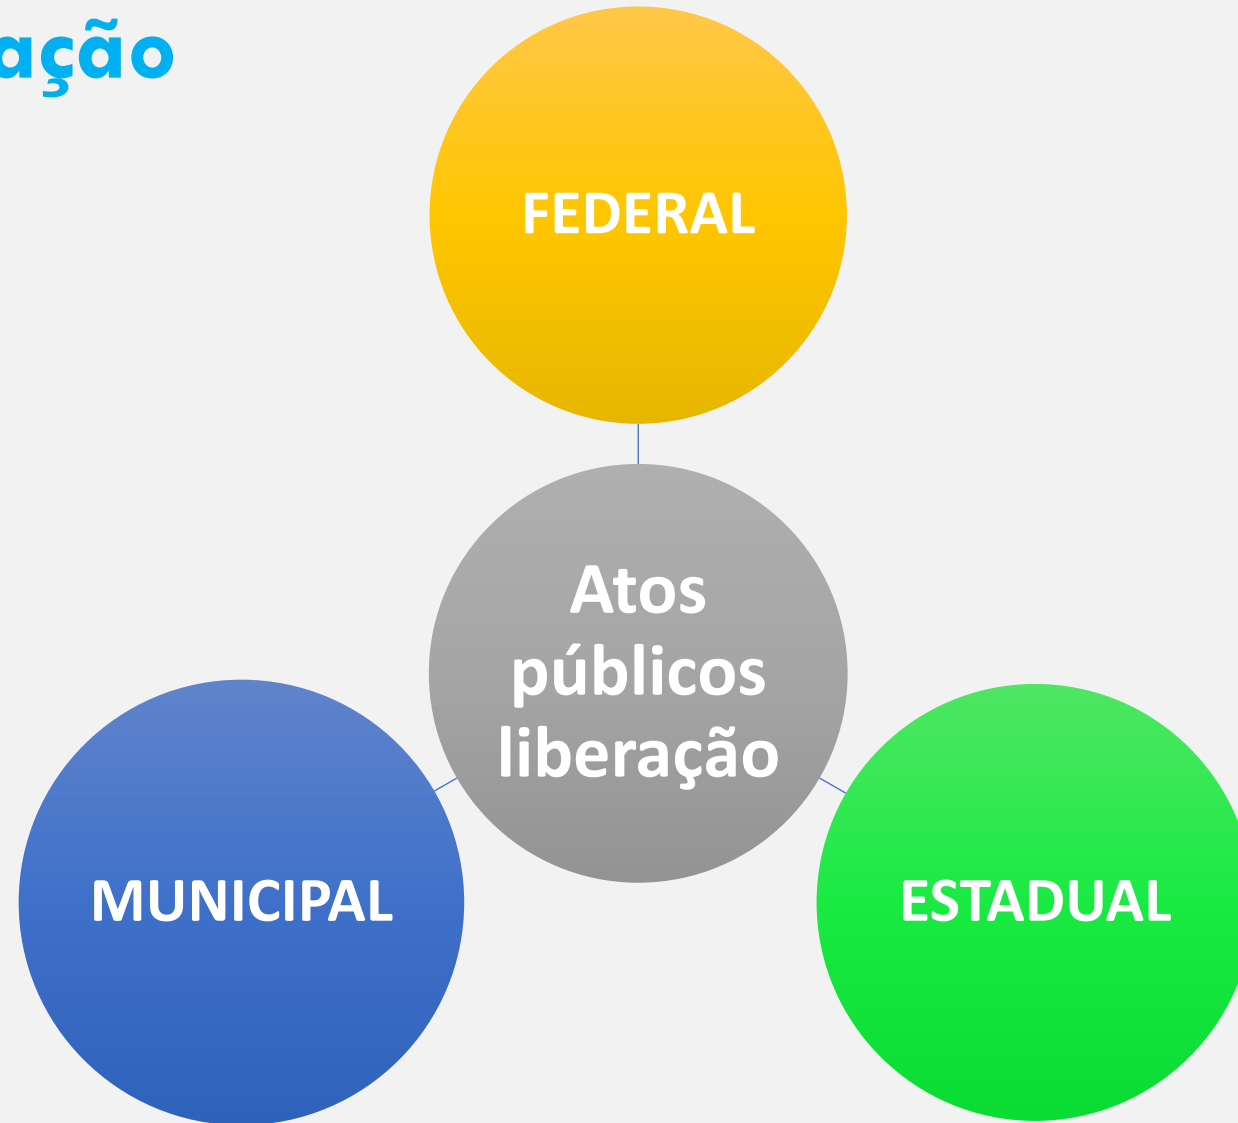 ação
FEDERAL
Atos
públicos
liberação
MUNICIPAL
ESTADUAL